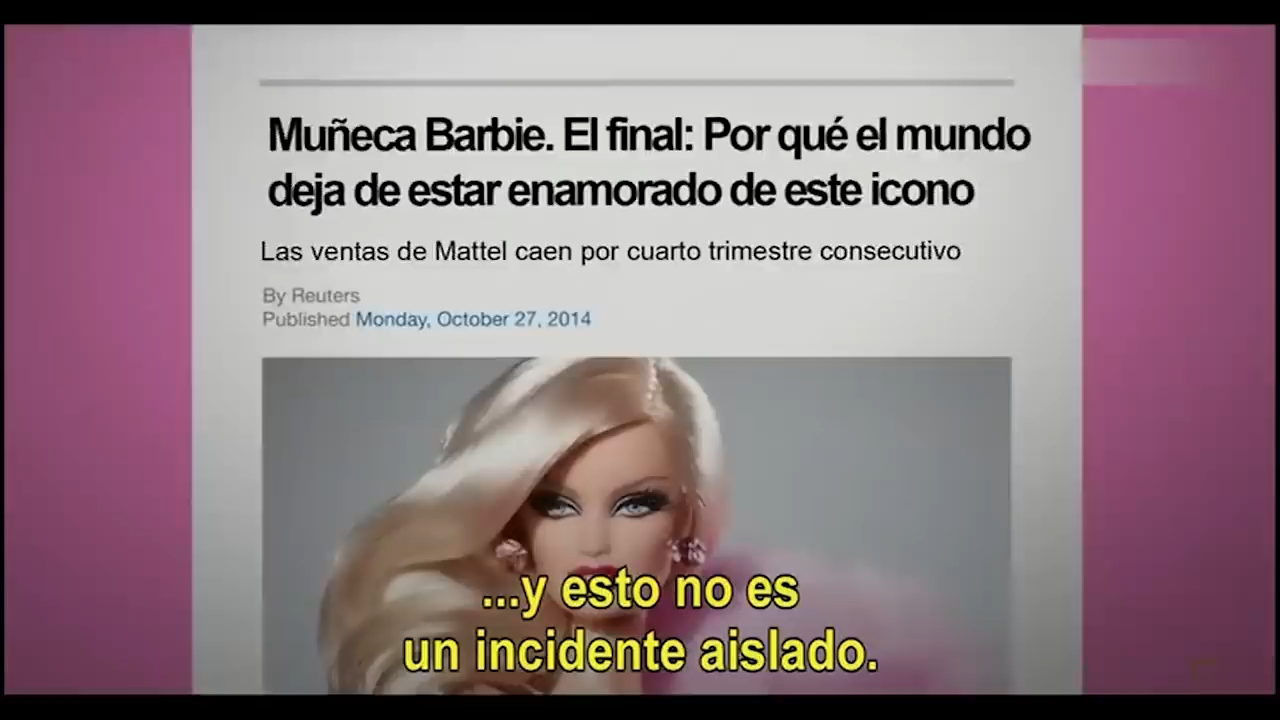 Muñeca Barbie. El final: Por qué el mundo
deja de estar enamorado de este icono
Las ventas de Mattel caen por cuarto trimestre consecutivo
By Reuters
Published Monday, October 27, 2014
...y esto no es
un incidente aislado.